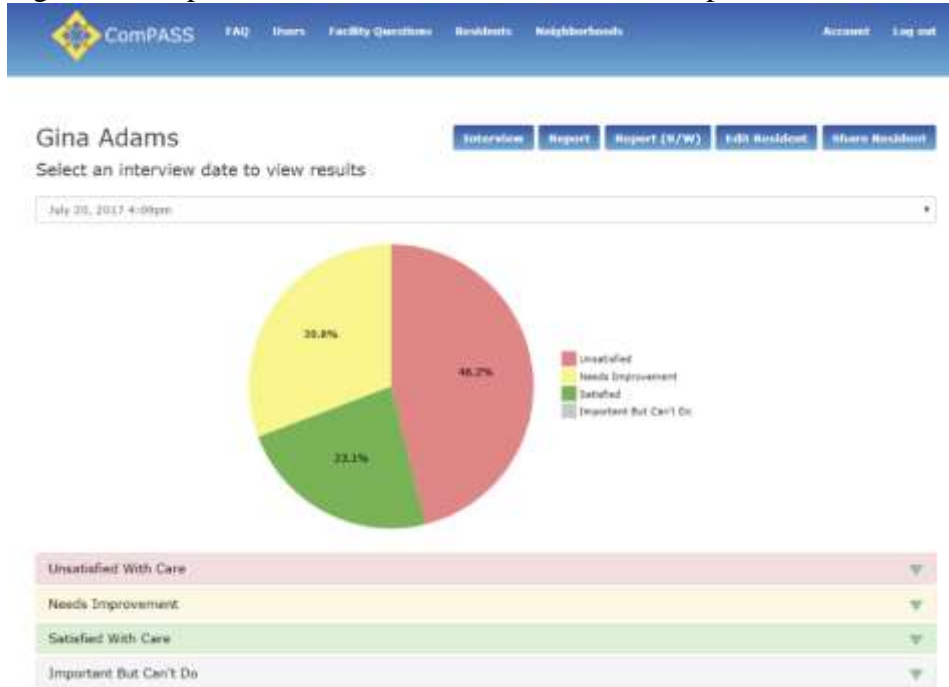 ComPASS FAQ Users Facility Questions Residents Neighborhoods Account Log out
Gina Adams
Interview Report Report (B/W) Edit Resident Share Resident
Select an interview date to view results
July 20, 2017 4:00pm
30.8%
46.2%
23.1%
Unsatisfied
Needs Improvement
Satisfied
Important But Can't Do
Unsatisfied With Care
Needs Improvement
Satisfied With Care
Important But Can't Do